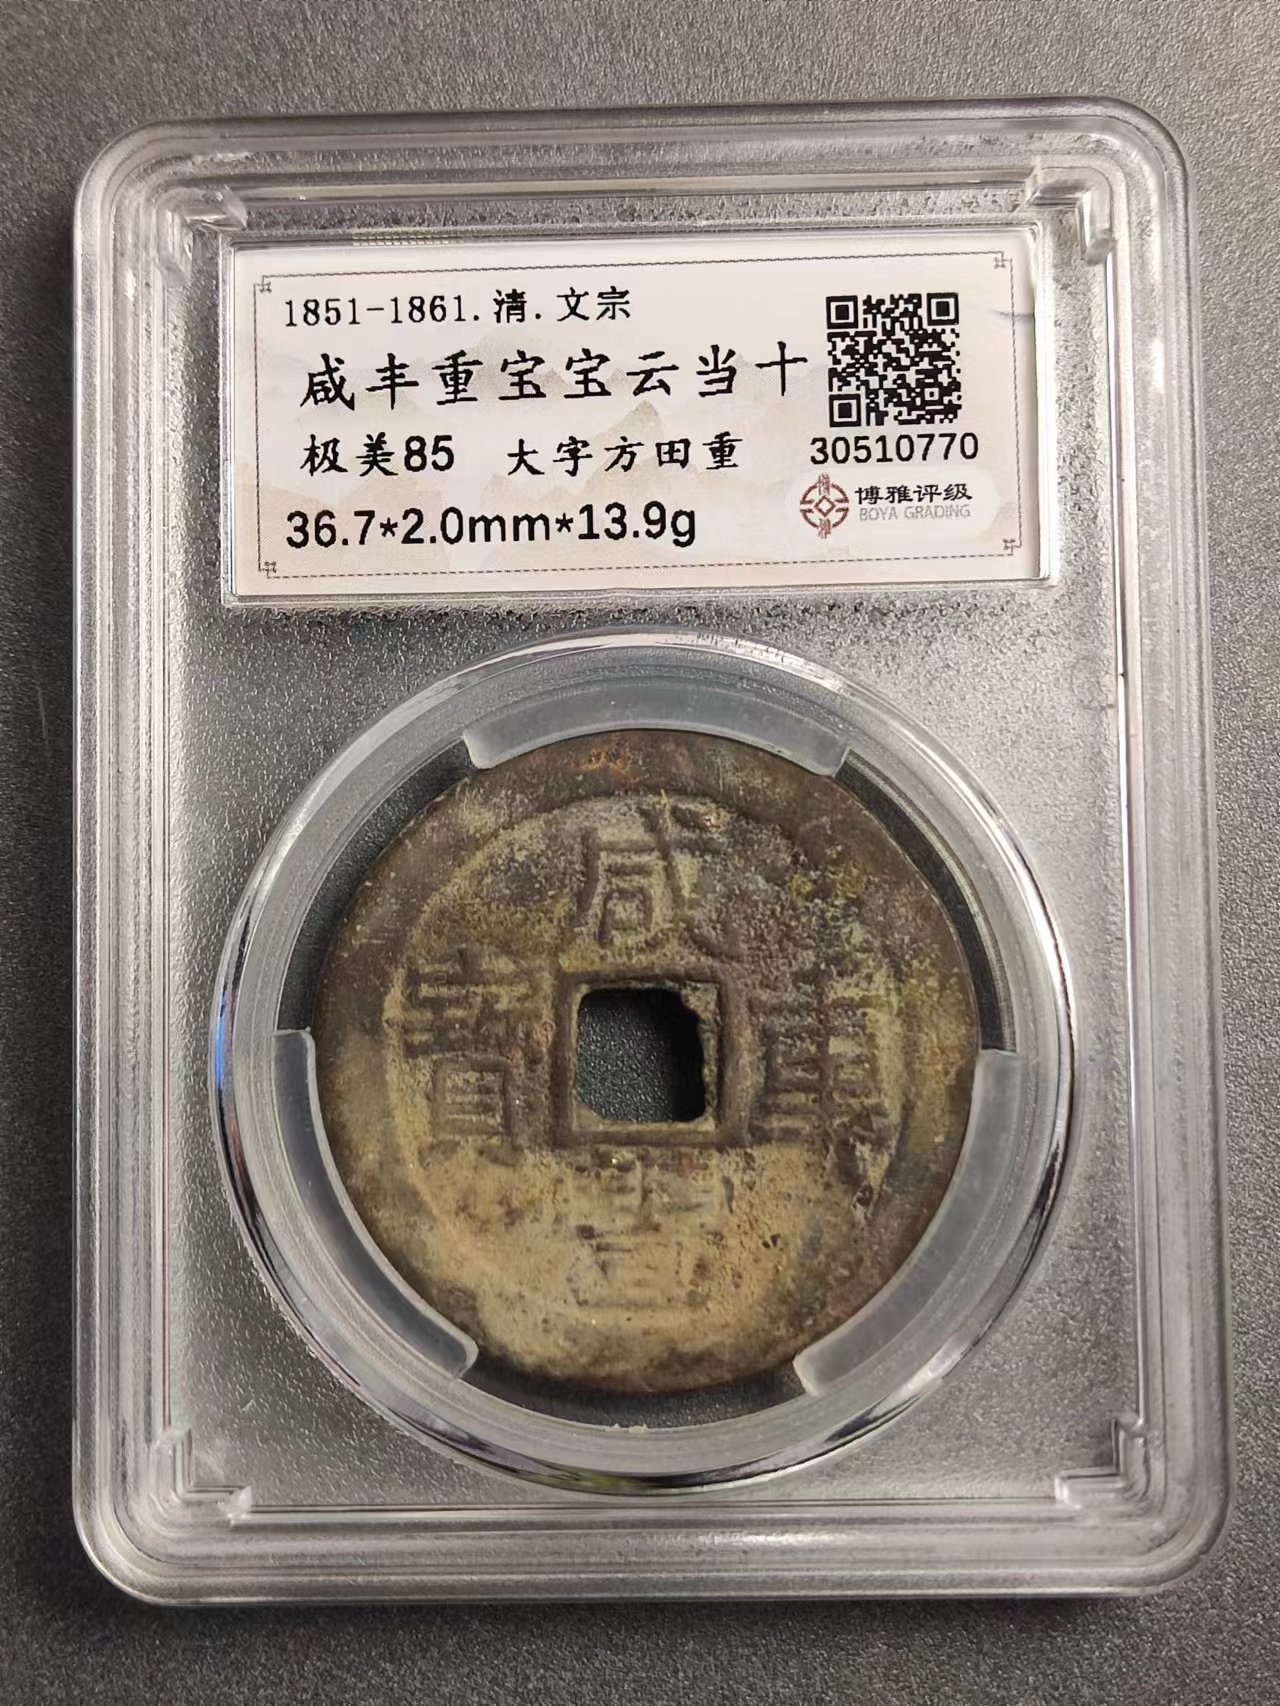 1851-1861.清.文宗
咸丰重宝宝云当十
极美85 大字方田重
36.7*2.0mm*13.9g
30510770
博雅评级
BOYA GRADING
咸
寶 重
豐